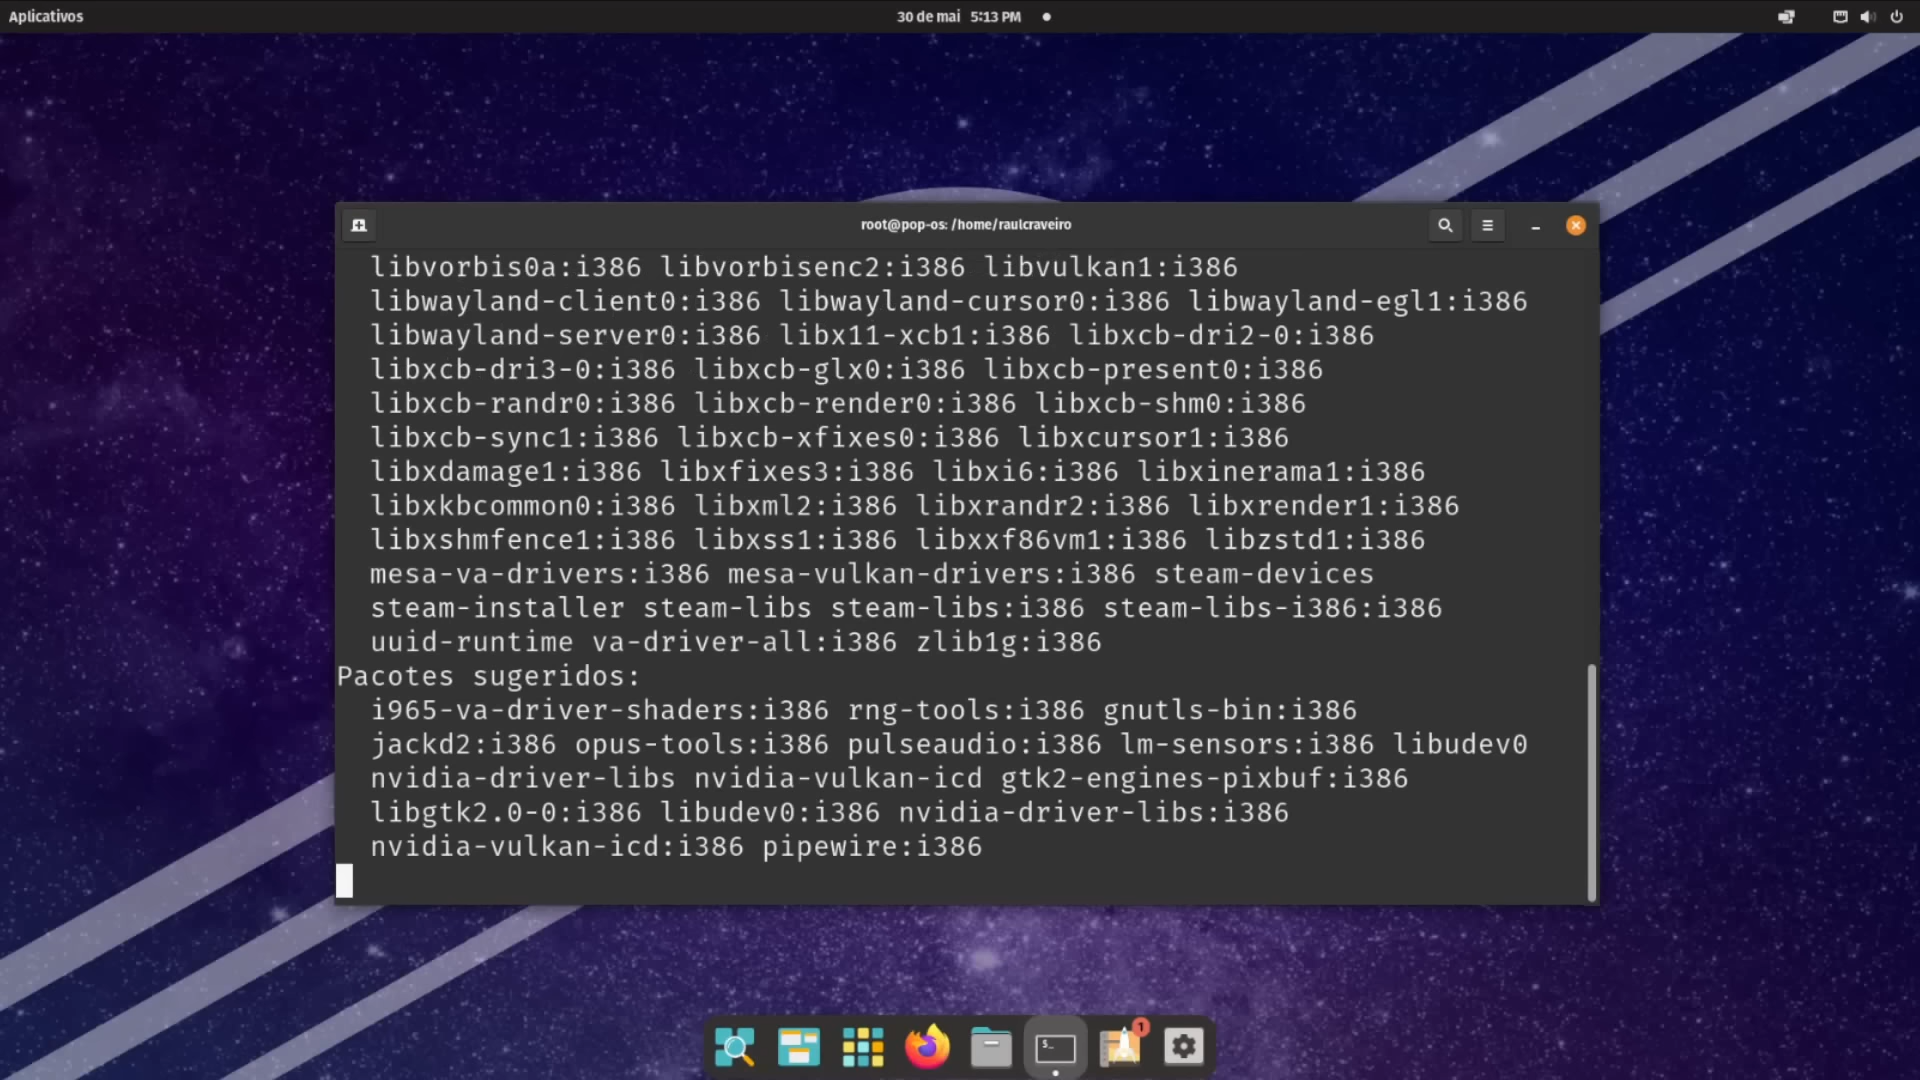 Aplicativos
30 de mai 5:13 PM
root@pop-os: /home/raulcraveiro
libvorbis0a:i386 libvorbisenc2:i386 libvulkan1:i386
libwayland-client0:i386 libwayland-cursor0:i386 libwayland-egl1:i386
libwayland-server0:i386 libx11-xcb1:i386 libxcb-dri2-0:i386
libxcb-dri3-0:i386 libxcb-glx0:i386 libxcb-present0:i386
libxcb-randr0:i386 libxcb-render0:i386 libxcb-shm0:i386
libxcb-sync1:i386 libxcb-xfixes0:i386 libxcursor1:i386
libxdamage1:i386 libxfixes3:i386 libxi6:i386 libxinerama1:i386
libxkbcommon0:i386 libxml2:i386 libxrandr2:i386 libxrender1:i386
libxshmfence1:i386 libxss1:i386 libxxf86vm1:i386 libzstd1:i386
mesa-va-drivers:i386 mesa-vulkan-drivers:i386 steam-devices
steam-installer steam-libs steam-libs:i386 steam-libs-i386:i386
uuid-runtime va-driver-all:i386 zlib1g:i386
Pacotes sugeridos:
i965-va-driver-shaders:i386 rng-tools:i386 gnutls-bin:i386
jackd2:i386 opus-tools:i386 pulseaudio:i386 lm-sensors:i386 libudev0
nvidia-driver-libs nvidia-vulkan-icd gtk2-engines-pixbuf:i386
libgtk2.0-0:i386 libudev0:i386 nvidia-driver-libs:i386
nvidia-vulkan-icd:i386 pipewire:i386
$_
1